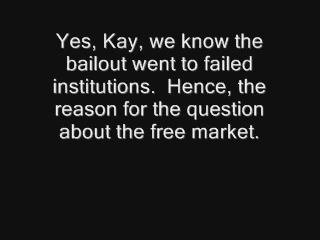 Yes, Kay, we know the
bailout went to failed
institutions.  Hence, the
reason for the question
about the free market.